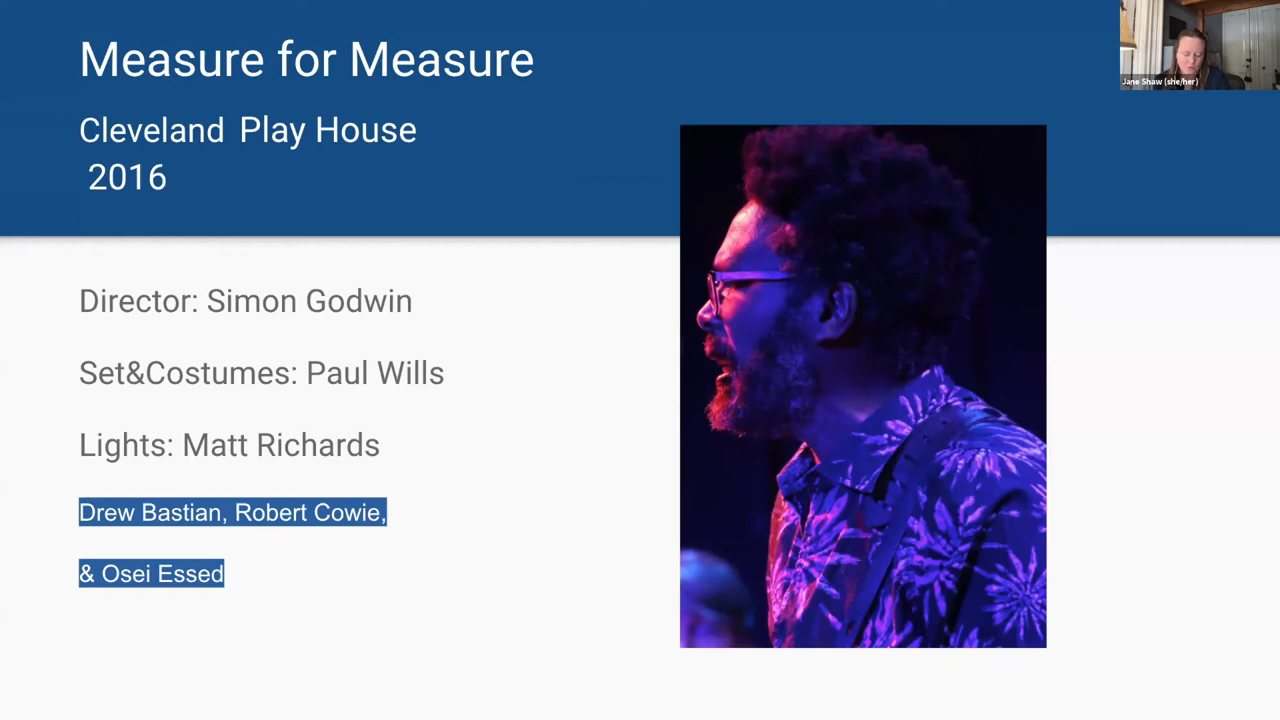 Measure for Measure
Cleveland Play House
2016
Director: Simon Godwin
Set&Costumes: Paul Wills
Lights: Matt Richards
Drew Bastian, Robert Cowie,
& Osei Essed
Jane Shaw (she/her)